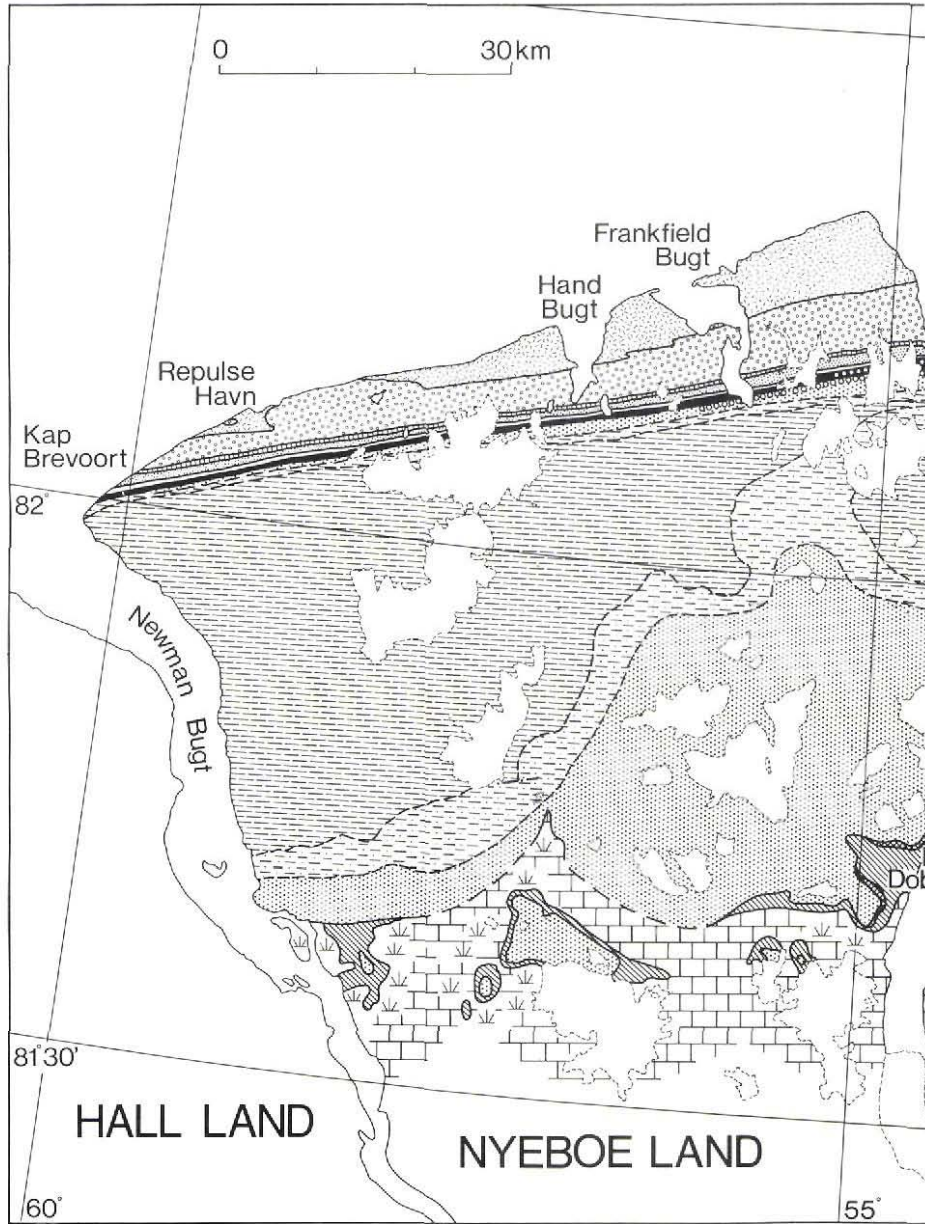 0 30km
Frankfield
Bugt
Hand
Bugt
Repulse
Havn
Kap
Brevoort
82°
Newman Bugt
Dob
81°30'
HALL LAND
NYEBOE LAND
60°
55°